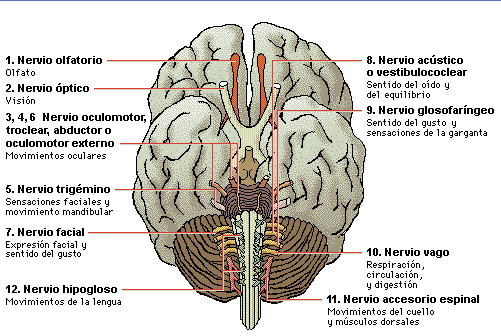 1. Nervio olfatorio
Olfato
2. Nervio óptico
Visión
3, 4, 6 Nervio oculomotor,
troclear, abductor o
oculomotor externo
Movimientos oculares
5. Nervio trigémino
Sensaciones faciales y
movimiento mandibular
7. Nervio facial
Expresión facial y
sentido del gusto
12. Nervio hipogloso
Movimientos de la lengua
8. Nervio acústico
o vestibulococlear
Sentido del oído y
del equilibrio
9. Nervio glosofaríngeo
Sentido del gusto y
sensaciones de la garganta
10. Nervio vago
Respiración,
circulación,
y digestión
11. Nervio accesorio espinal
Movimientos del cuello
y músculos dorsales